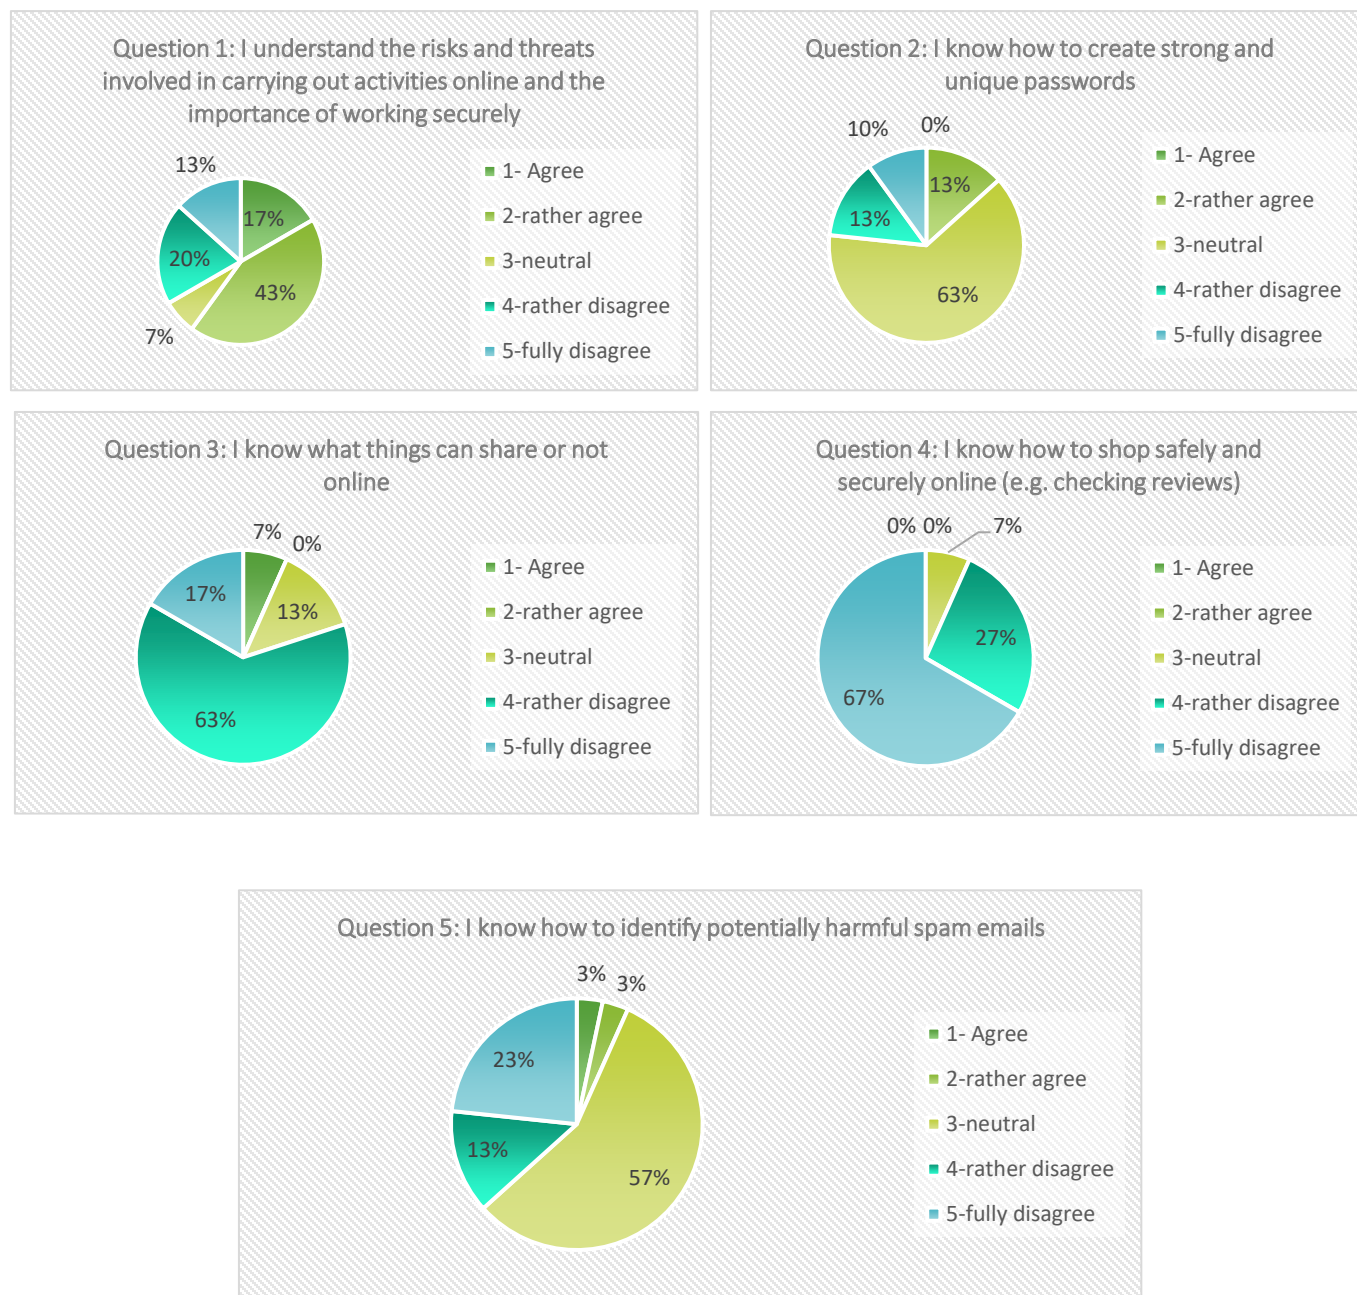 Question 1: I understand the risks and threats
involved in carrying out activities online and the
importance of working securely
13%
17%
20%
43%
7%
1- Agree
2-rather agree
3-neutral
4-rather disagree
5-fully disagree
Question 2: I know how to create strong and
unique passwords
10%
0%
13%
13%
63%
1- Agree
2-rather agree
3-neutral
4-rather disagree
5-fully disagree
Question 3: I know what things can share or not
online
7%
0%
17%
13%
63%
1- Agree
2-rather agree
3-neutral
4-rather disagree
5-fully disagree
Question 4: I know how to shop safely and
securely online (e.g. checking reviews)
0% 0% 7%
27%
67%
1- Agree
2-rather agree
3-neutral
4-rather disagree
5-fully disagree
Question 5: I know how to identify potentially harmful spam emails
3%
3%
23%
13%
57%
1- Agree
2-rather agree
3-neutral
4-rather disagree
5-fully disagree